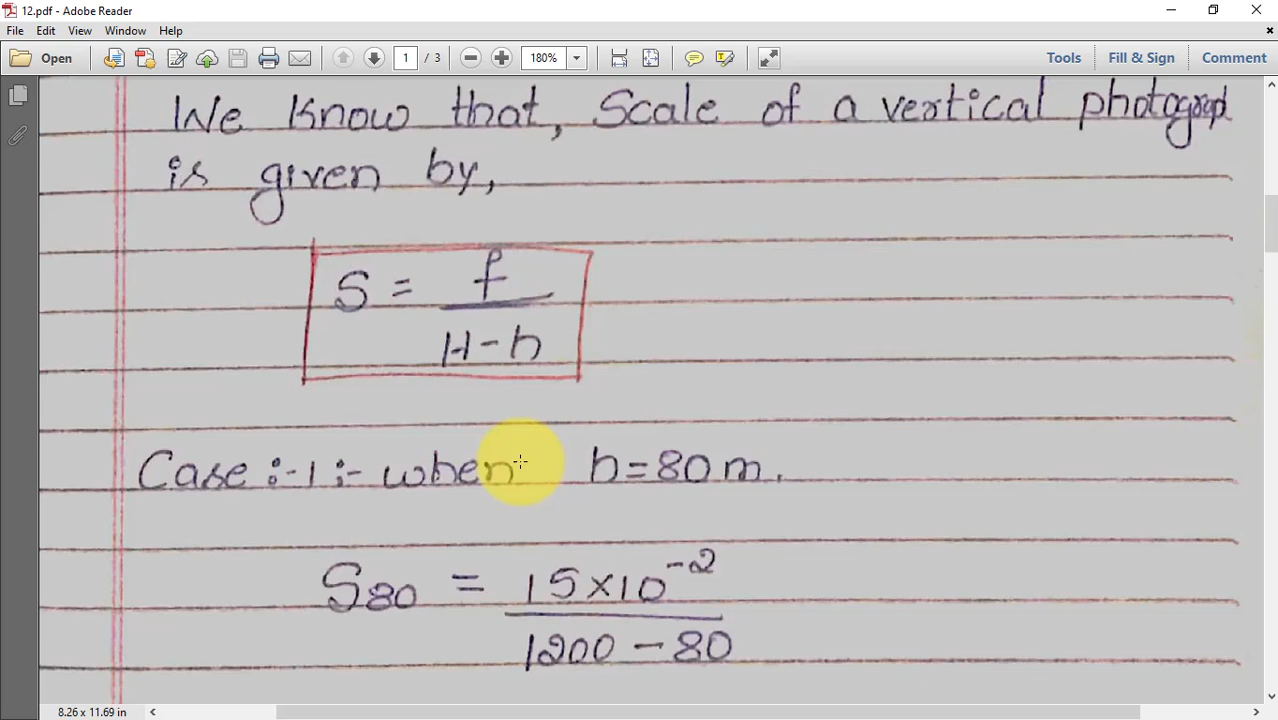 12.pdf - Adobe Reader
File Edit View Window Help
Open 1 / 3 180% Tools Fill & Sign Comment
We know that, Scale of a vertical photograph
is given by,
S = f / H-h
Case :-1 :- when h = 80 m.
S80 = 15×10^-2 / 1200 - 80
8.26 x 11.69 in